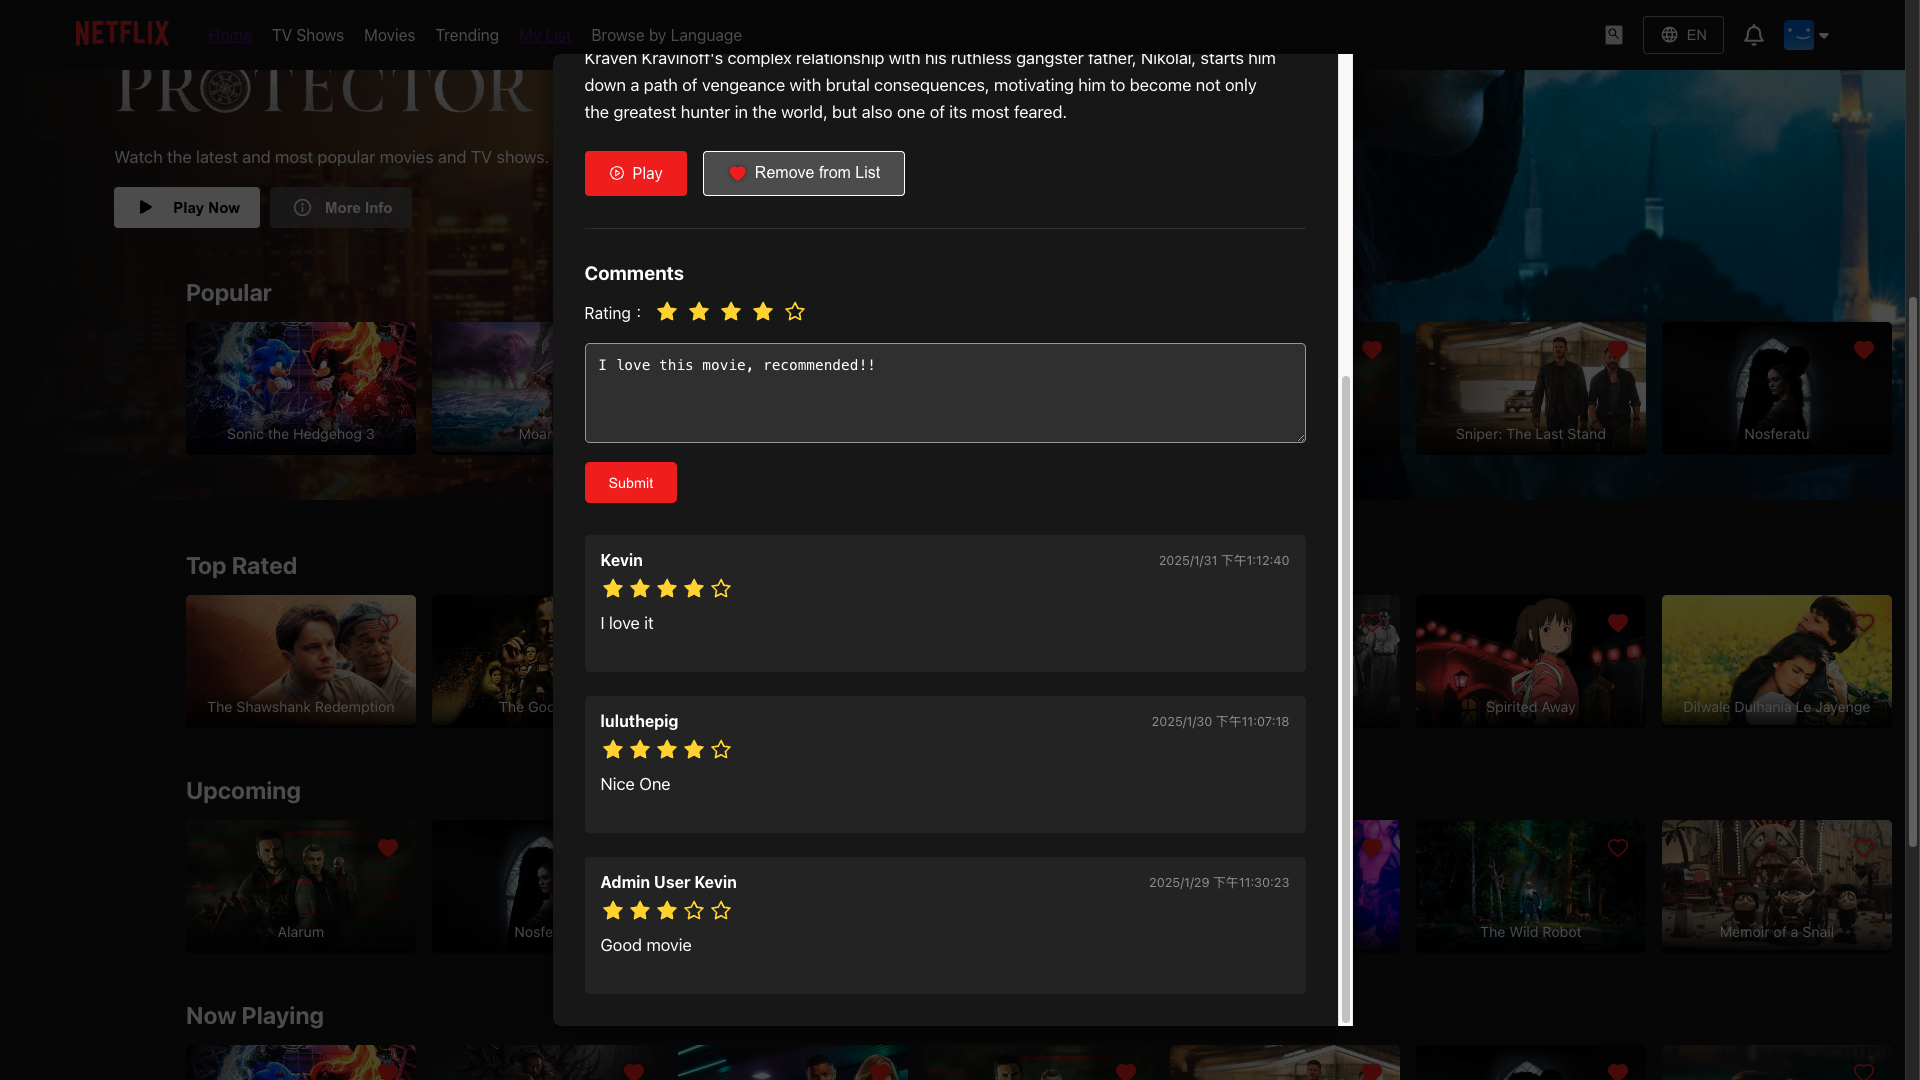 NETFLIX
Home
TV Shows
Movies
Trending
My List
Browse by Language
EN
PROTECTOR
Watch the latest and most popular movies and TV shows.
Play Now
More Info
Kraven Kravinoff's complex relationship with his ruthless gangster father, Nikolai, starts him
down a path of vengeance with brutal consequences, motivating him to become not only
the greatest hunter in the world, but also one of its most feared.
Play
Remove from List
Comments
Rating :
I love this movie, recommended!!
Submit
Kevin
2025/1/31 下午1:12:40
I love it
luluthepig
2025/1/30 下午11:07:18
Nice One
Admin User Kevin
2025/1/29 下午11:30:23
Good movie
Popular
Sonic the Hedgehog 3
Sniper: The Last Stand
Nosferatu
Top Rated
The Shawshank Redemption
The
Spirited Away
Dilwale Dulhania Le Jayenge
Upcoming
Alarum
The Wild Robot
Memoir of a Snail
Now Playing